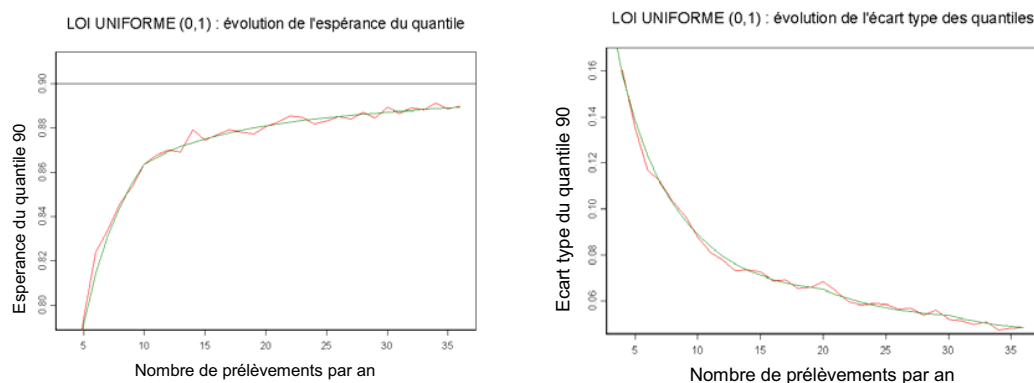 LOI UNIFORME (0,1) : évolution de l'espérance du quantile
Esperance du quantile 90
0.90
0.88
0.86
0.84
0.82
0.80
5 10 15 20 25 30 35
Nombre de prélèvements par an
LOI UNIFORME (0,1) : évolution de l'écart type des quantiles
Ecart type du quantile 90
0.16
0.14
0.12
0.10
0.08
0.06
5 10 15 20 25 30 35
Nombre de prélèvements par an